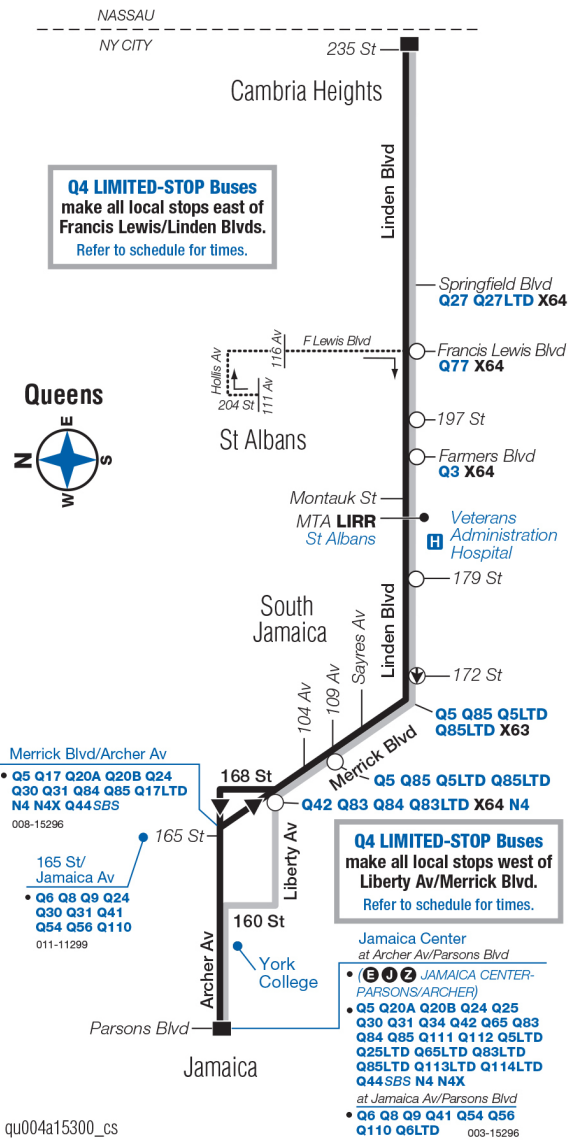 NASSAU
NY CITY
235 St
Cambria Heights
Linden Blvd
Q4 LIMITED-STOP Buses
make all local stops east of
Francis Lewis/Linden Blvds.
Refer to schedule for times.
Springfield Blvd
Q27 Q27LTD X64
F Lewis Blvd
116 Av
Hollis Av
204 St
111 Av
Francis Lewis Blvd
Q77 X64
Queens
N
E
S
W
St Albans
197 St
Farmers Blvd
Q3 X64
Montauk St
MTA LIRR
St Albans
H
Veterans
Administration
Hospital
179 St
South
Jamaica
Linden Blvd
172 St
Sayres Av
109 Av
104 Av
Q5 Q85 Q5LTD
Q85LTD X63
Merrick Blvd
Q5 Q85 Q5LTD Q85LTD
Merrick Blvd/Archer Av
• Q5 Q17 Q20A Q20B Q24
Q30 Q31 Q84 Q85 Q17LTD
N4 N4X Q44SBS
008-15296
168 St
Q42 Q83 Q84 Q83LTD X64 N4
165 St
165 St/
Jamaica Av
• Q6 Q8 Q9 Q24
Q30 Q31 Q41
Q54 Q56 Q110
011-11299
Liberty Av
Q4 LIMITED-STOP Buses
make all local stops west of
Liberty Av/Merrick Blvd.
Refer to schedule for times.
160 St
Archer Av
York
College
Parsons Blvd
Jamaica
Jamaica Center
at Archer Av/Parsons Blvd
• (E J Z JAMAICA CENTER-
PARSONS/ARCHER)
• Q5 Q20A Q20B Q24 Q25
Q30 Q31 Q34 Q42 Q65 Q83
Q84 Q85 Q111 Q112 Q5LTD
Q25LTD Q65LTD Q83LTD
Q85LTD Q113LTD Q114LTD
Q44SBS N4 N4X
at Jamaica Av/Parsons Blvd
• Q6 Q8 Q9 Q41 Q54 Q56
Q110 Q6LTD
003-15296
qu004a15300_cs